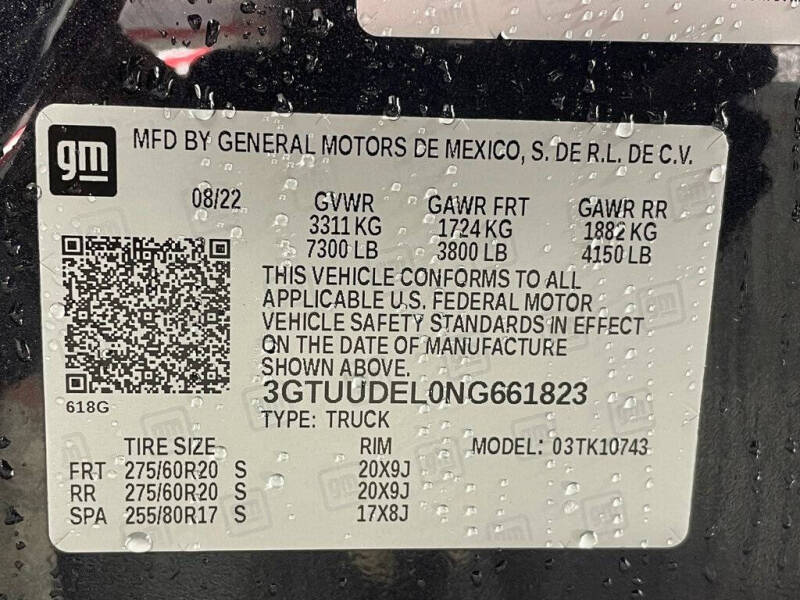 gm
MFD BY GENERAL MOTORS DE MEXICO, S. DE R.L. DE C.V.
08/22 GVWR GAWR FRT GAWR RR
3311 KG 1724 KG 1882 KG
7300 LB 3800 LB 4150 LB
THIS VEHICLE CONFORMS TO ALL
APPLICABLE U.S. FEDERAL MOTOR
VEHICLE SAFETY STANDARDS IN EFFECT
ON THE DATE OF MANUFACTURE
SHOWN ABOVE.
3GTUUDEL0NG661823
618G
TYPE: TRUCK
TIRE SIZE RIM MODEL: 03TK10743
FRT 275/60R20 S 20X9J
RR 275/60R20 S 20X9J
SPA 255/80R17 S 17X8J